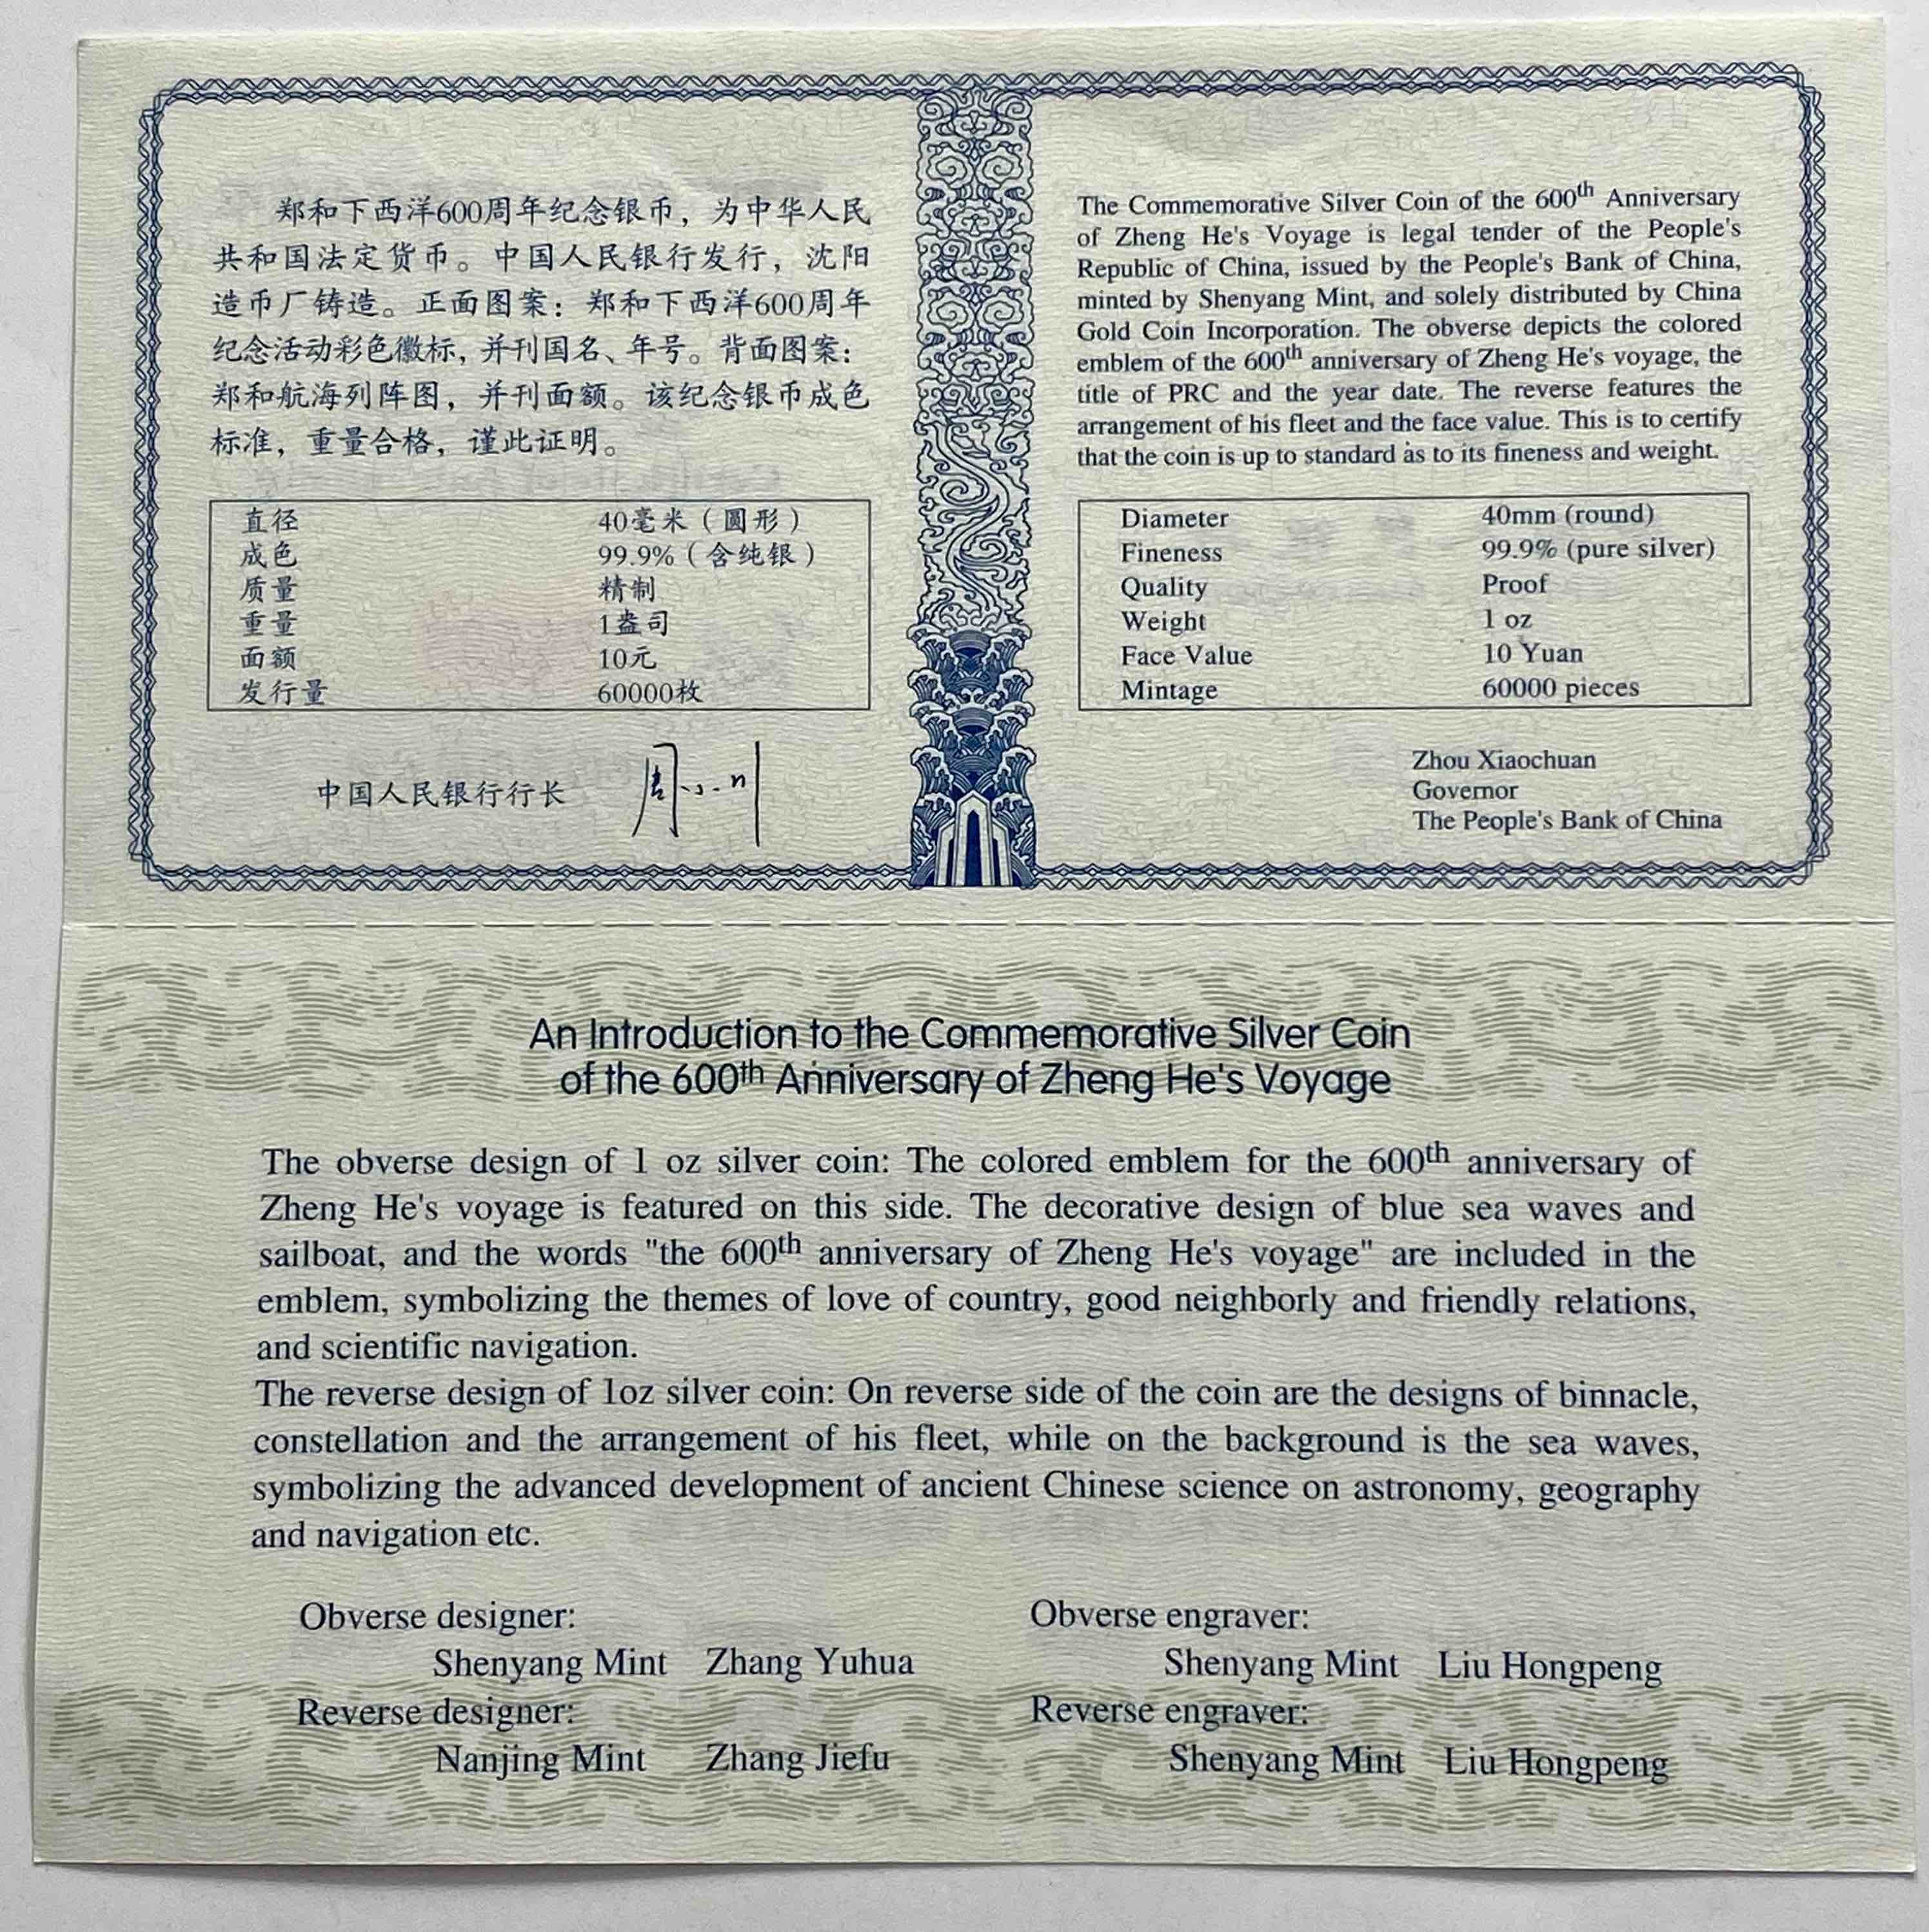 郑和下西洋600周年纪念银币，为中华人民
共和国法定货币。中国人民银行发行，沈阳
造币厂铸造。正面图案：郑和下西洋600周年
纪念活动彩色徽标，并刊国名、年号。背面图案：
郑和航海列阵图，并刊面额。该纪念银币成色
标准，重量合格，谨此证明。
直径 40毫米（圆形）
成色 99.9%（含纯银）
质量 精制
重量 1盎司
面额 10元
发行量 60000枚
中国人民银行行长 周小川
The Commemorative Silver Coin of the 600th Anniversary
of Zheng He's Voyage is legal tender of the People's
Republic of China, issued by the People's Bank of China,
minted by Shenyang Mint, and solely distributed by China
Gold Coin Incorporation. The obverse depicts the colored
emblem of the 600th anniversary of Zheng He's voyage, the
title of PRC and the year date. The reverse features the
arrangement of his fleet and the face value. This is to certify
that the coin is up to standard as to its fineness and weight.
Diameter 40mm (round)
Fineness 99.9% (pure silver)
Quality Proof
Weight 1 oz
Face Value 10 Yuan
Mintage 60000 pieces
Zhou Xiaochuan
Governor
The People's Bank of China
An Introduction to the Commemorative Silver Coin
of the 600th Anniversary of Zheng He's Voyage
The obverse design of 1 oz silver coin: The colored emblem for the 600th anniversary of
Zheng He's voyage is featured on this side. The decorative design of blue sea waves and
sailboat, and the words "the 600th anniversary of Zheng He's voyage" are included in the
emblem, symbolizing the themes of love of country, good neighborly and friendly relations,
and scientific navigation.
The reverse design of 1oz silver coin: On reverse side of the coin are the designs of binnacle,
constellation and the arrangement of his fleet, while on the background is the sea waves,
symbolizing the advanced development of ancient Chinese science on astronomy, geography
and navigation etc.
Obverse designer: Obverse engraver:
Shenyang Mint Zhang Yuhua Shenyang Mint Liu Hongpeng
Reverse designer: Reverse engraver:
Nanjing Mint Zhang Jiefu Shenyang Mint Liu Hongpeng